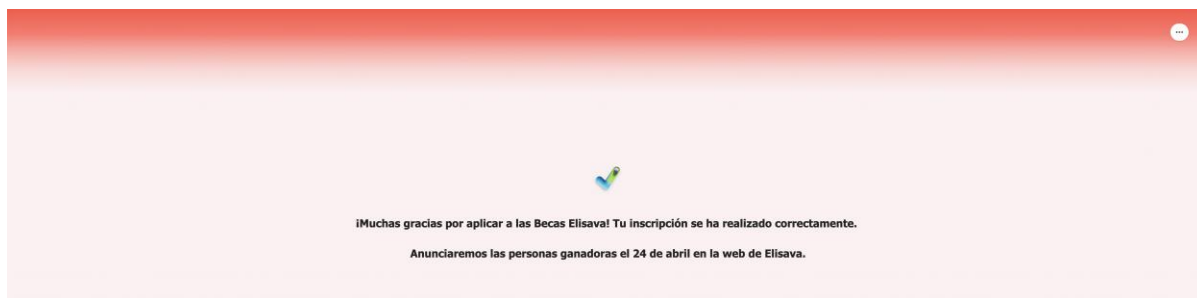 ¡Muchas gracias por aplicar a las Becas Elisava! Tu inscripción se ha realizado correctamente.
Anunciaremos las personas ganadoras el 24 de abril en la web de Elisava.